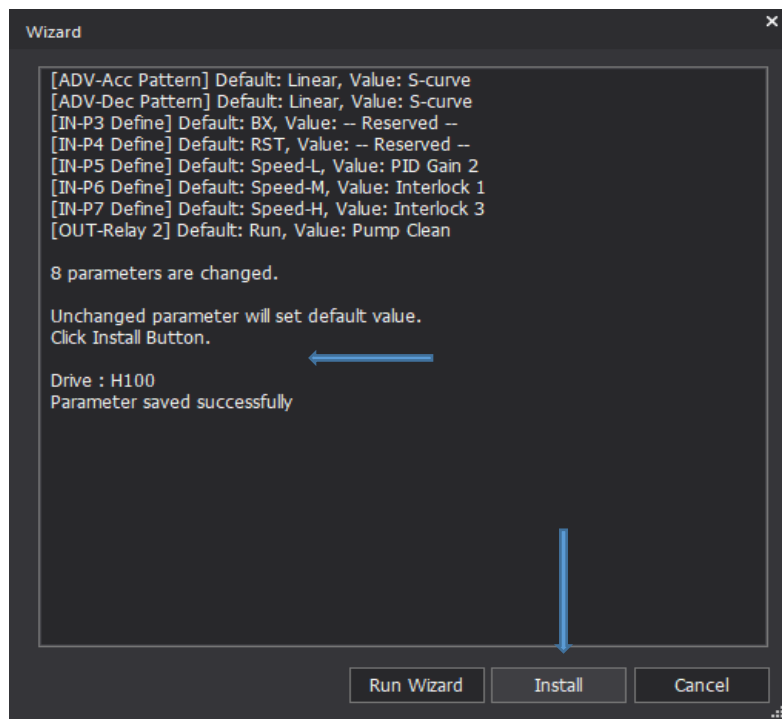 Wizard
[ADV-Acc Pattern] Default: Linear, Value: S-curve
[ADV-Dec Pattern] Default: Linear, Value: S-curve
[IN-P3 Define] Default: BX, Value: -- Reserved --
[IN-P4 Define] Default: RST, Value: -- Reserved --
[IN-P5 Define] Default: Speed-L, Value: PID Gain 2
[IN-P6 Define] Default: Speed-M, Value: Interlock 1
[IN-P7 Define] Default: Speed-H, Value: Interlock 3
[OUT-Relay 2] Default: Run, Value: Pump Clean
8 parameters are changed.
Unchanged parameter will set default value.
Click Install Button.
Drive : H100
Parameter saved successfully
Run Wizard Install Cancel